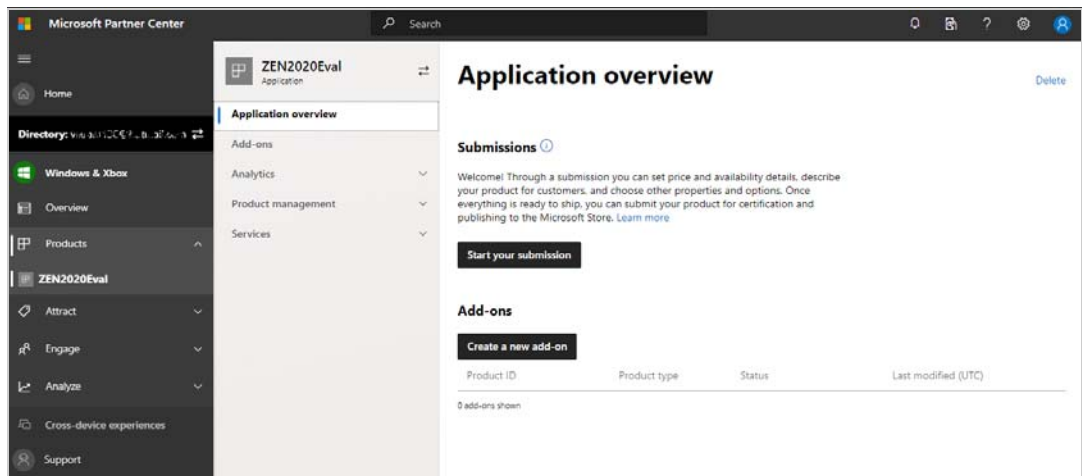 Microsoft Partner Center
Search
Home
Directory:
Windows & Xbox
Overview
Products
ZEN2020Eval
Attract
Engage
Analyze
Cross-device experiences
Support
ZEN2020Eval
Application
Application overview
Add-ons
Analytics
Product management
Services
Application overview
Delete
Submissions
Welcome! Through a submission you can set price and availability details, describe
your product for customers, and choose other properties and options. Once
everything is ready to ship, you can submit your product for certification and
publishing to the Microsoft Store. Learn more
Start your submission
Add-ons
Create a new add-on
Product ID Product type Status Last modified (UTC)
0 add-ons shown